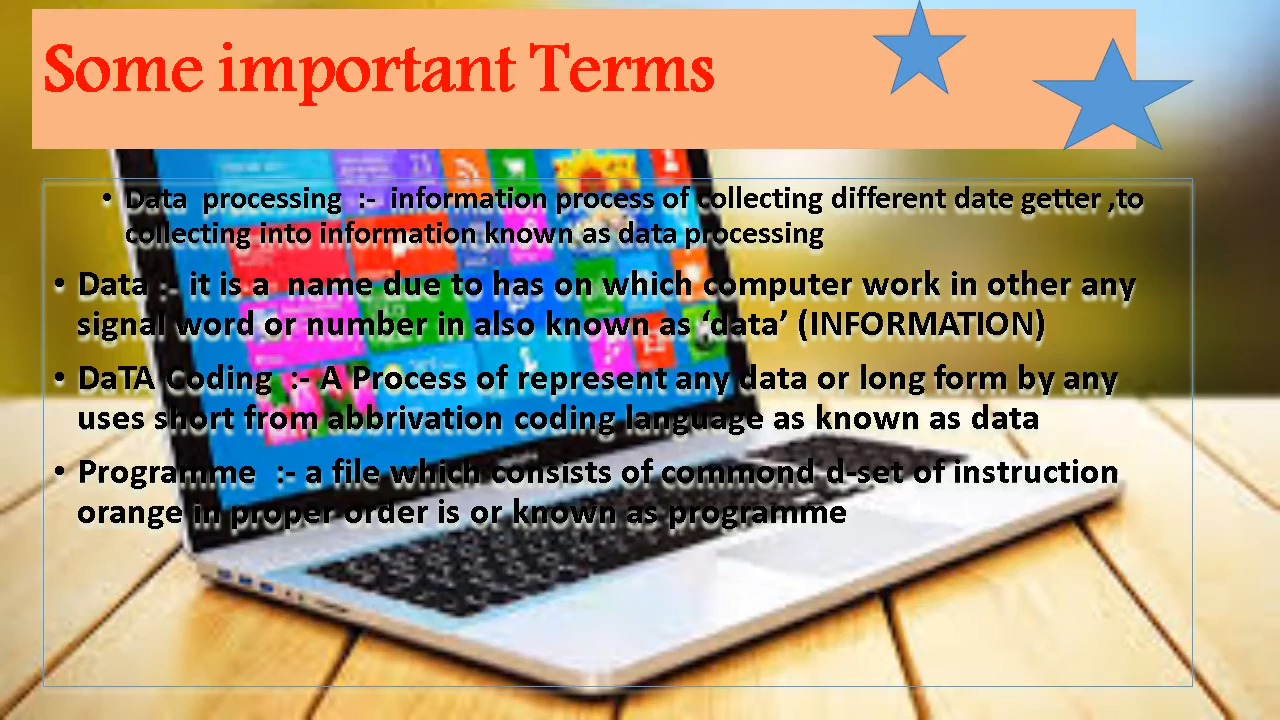 Some important Terms
• Data processing :- information process of collecting different date getter ,to
collecting into information known as data processing
• Data :- it is a name due to has on which computer work in other any
signal word or number in also known as ‘data’ (INFORMATION)
• DaTA Coding :- A Process of represent any data or long form by any
uses short from abbrivation coding language as known as data
• Programme :- a file which consists of commond d-set of instruction
orange in proper order is or known as programme